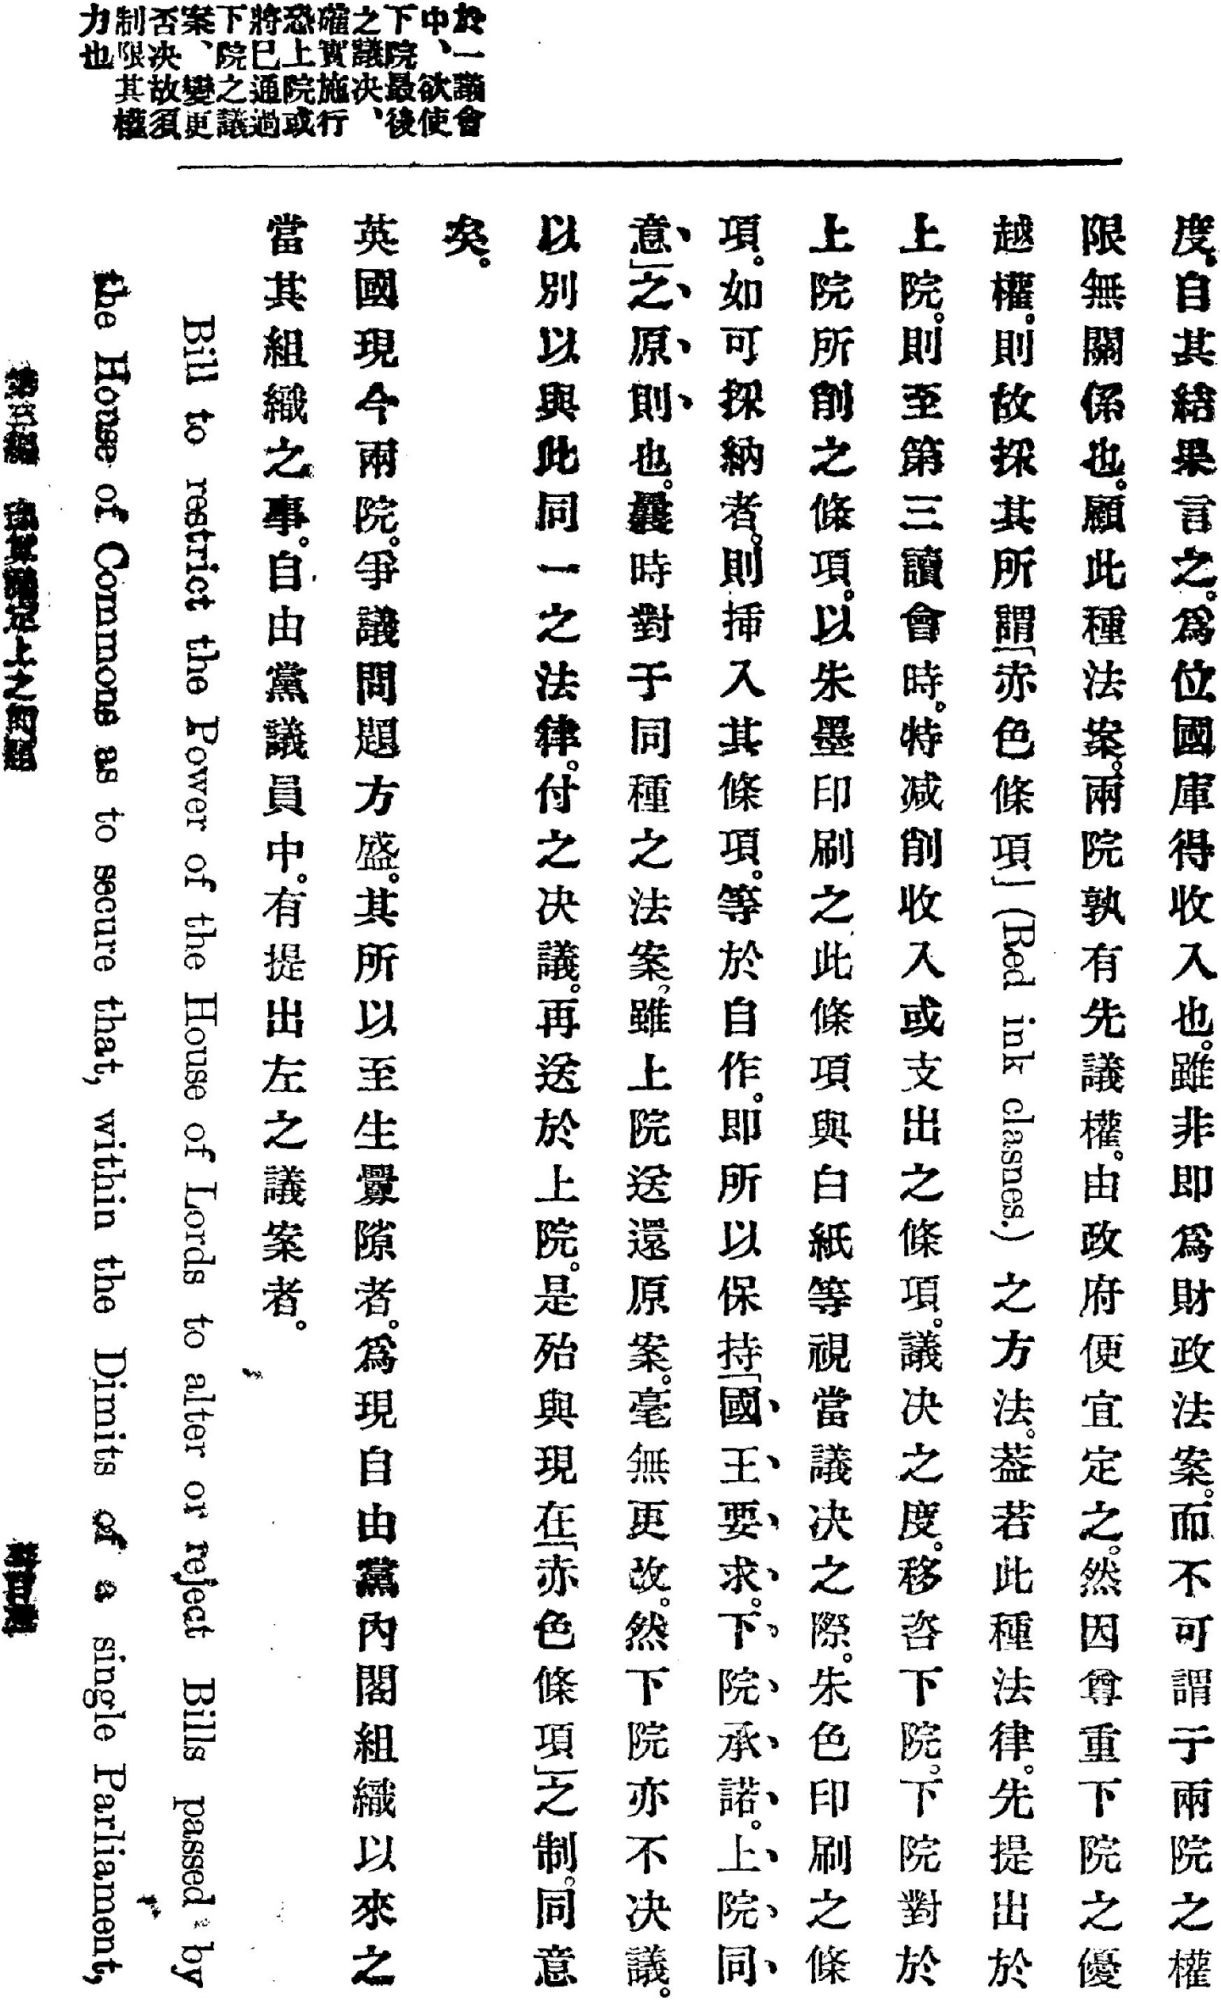 度。自其結果言之。爲位國庫得收入也。雖非即爲財政法案。而不可謂于兩院之權
限無關係也。顧此種法案。兩院孰有先議權。由政府便宜定之。然因尊重下院之優
越權。則故採其所謂「赤色條項」(Red ink clasnes.)之方法。葢若此種法律。先提出於
上院。則至第三讀會時。特減削收入或支出之條項。議决之度。移咨下院。下院對於
上院所削之條項。以朱墨印刷之此條項與白紙等視當議决之際。朱色印刷之條
項。如可採納者。則挿入其條項。等於自作。即所以保持「國王要求。下院承諾。上院同
意」之原則也。曩時對于同種之法案。雖上院送還原案。毫無更改。然下院亦不决議。
以別以與此同一之法律。付之决議。再送於上院。是殆與現在「赤色條項」之制。同意
矣。
英國現今兩院。爭議問題方盛。其所以至生釁隙者。爲現自由黨內閣組織以來之
當其組織之事。自由黨議員中。有提出左之議案者。
Bill to restrict the Power of the House of Lords to alter or reject Bills passed by
the House of Commons as to secure that, within the Dimits of a single Parliament,
於一議會
中、欲使
下院最後
之議决、
確實施行
恐上院或
將已通過
下院之議
案、變更
否决故須
制限其權
力也
第三編 上之問題